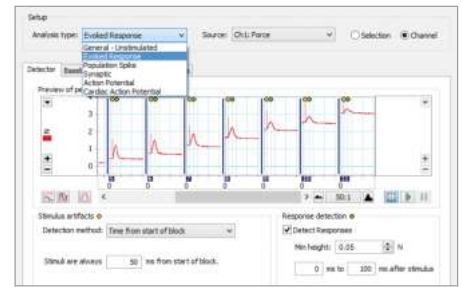 Setup
Analysis type: Evoked Response Source: Ch1: Force Selection Channel
General - Unstimulated
Evoked Response
Population Spike
Synaptic
Action Potential
Cardiac Action Potential
Detector
Preview of
4
3
2
1
0
N
0 0 0 0 0 0 0
50:1
Stimulus artifacts
Detection method: Time from start of block
Stimuli are always 50 ms from start of block.
Response detection
Detect Responses
Min height: 0.05 N
0 ms to 100 ms after stimulus